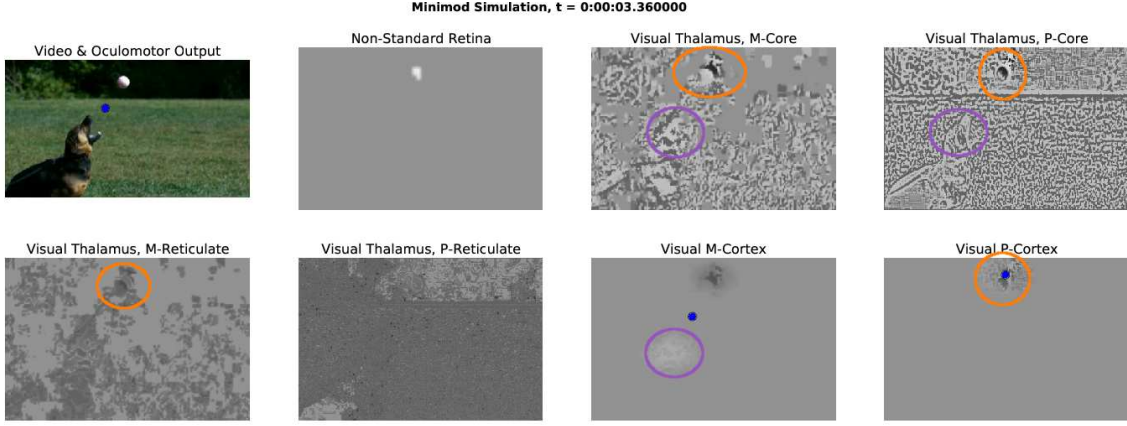 Minimod Simulation, t = 0:00:03.360000
Video & Oculomotor Output
Non-Standard Retina
Visual Thalamus, M-Core
Visual Thalamus, P-Core
Visual Thalamus, M-Reticulate
Visual Thalamus, P-Reticulate
Visual M-Cortex
Visual P-Cortex